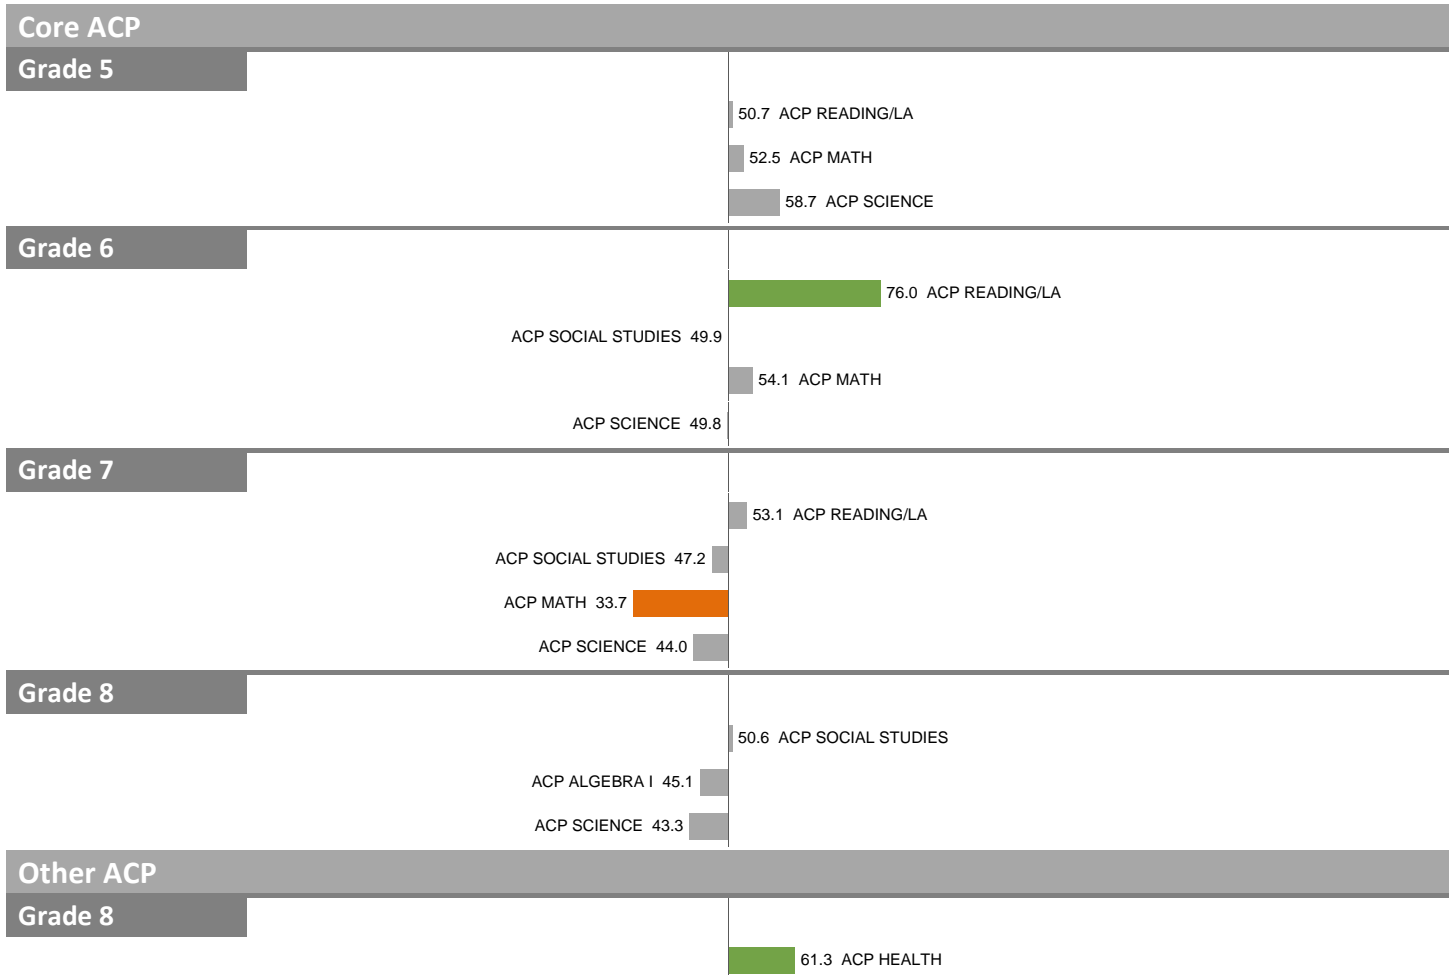 Core ACP
Grade 5
50.7 ACP READING/LA
52.5 ACP MATH
58.7 ACP SCIENCE
Grade 6
76.0 ACP READING/LA
ACP SOCIAL STUDIES 49.9
54.1 ACP MATH
ACP SCIENCE 49.8
Grade 7
53.1 ACP READING/LA
ACP SOCIAL STUDIES 47.2
ACP MATH 33.7
ACP SCIENCE 44.0
Grade 8
50.6 ACP SOCIAL STUDIES
ACP ALGEBRA I 45.1
ACP SCIENCE 43.3
Other ACP
Grade 8
61.3 ACP HEALTH